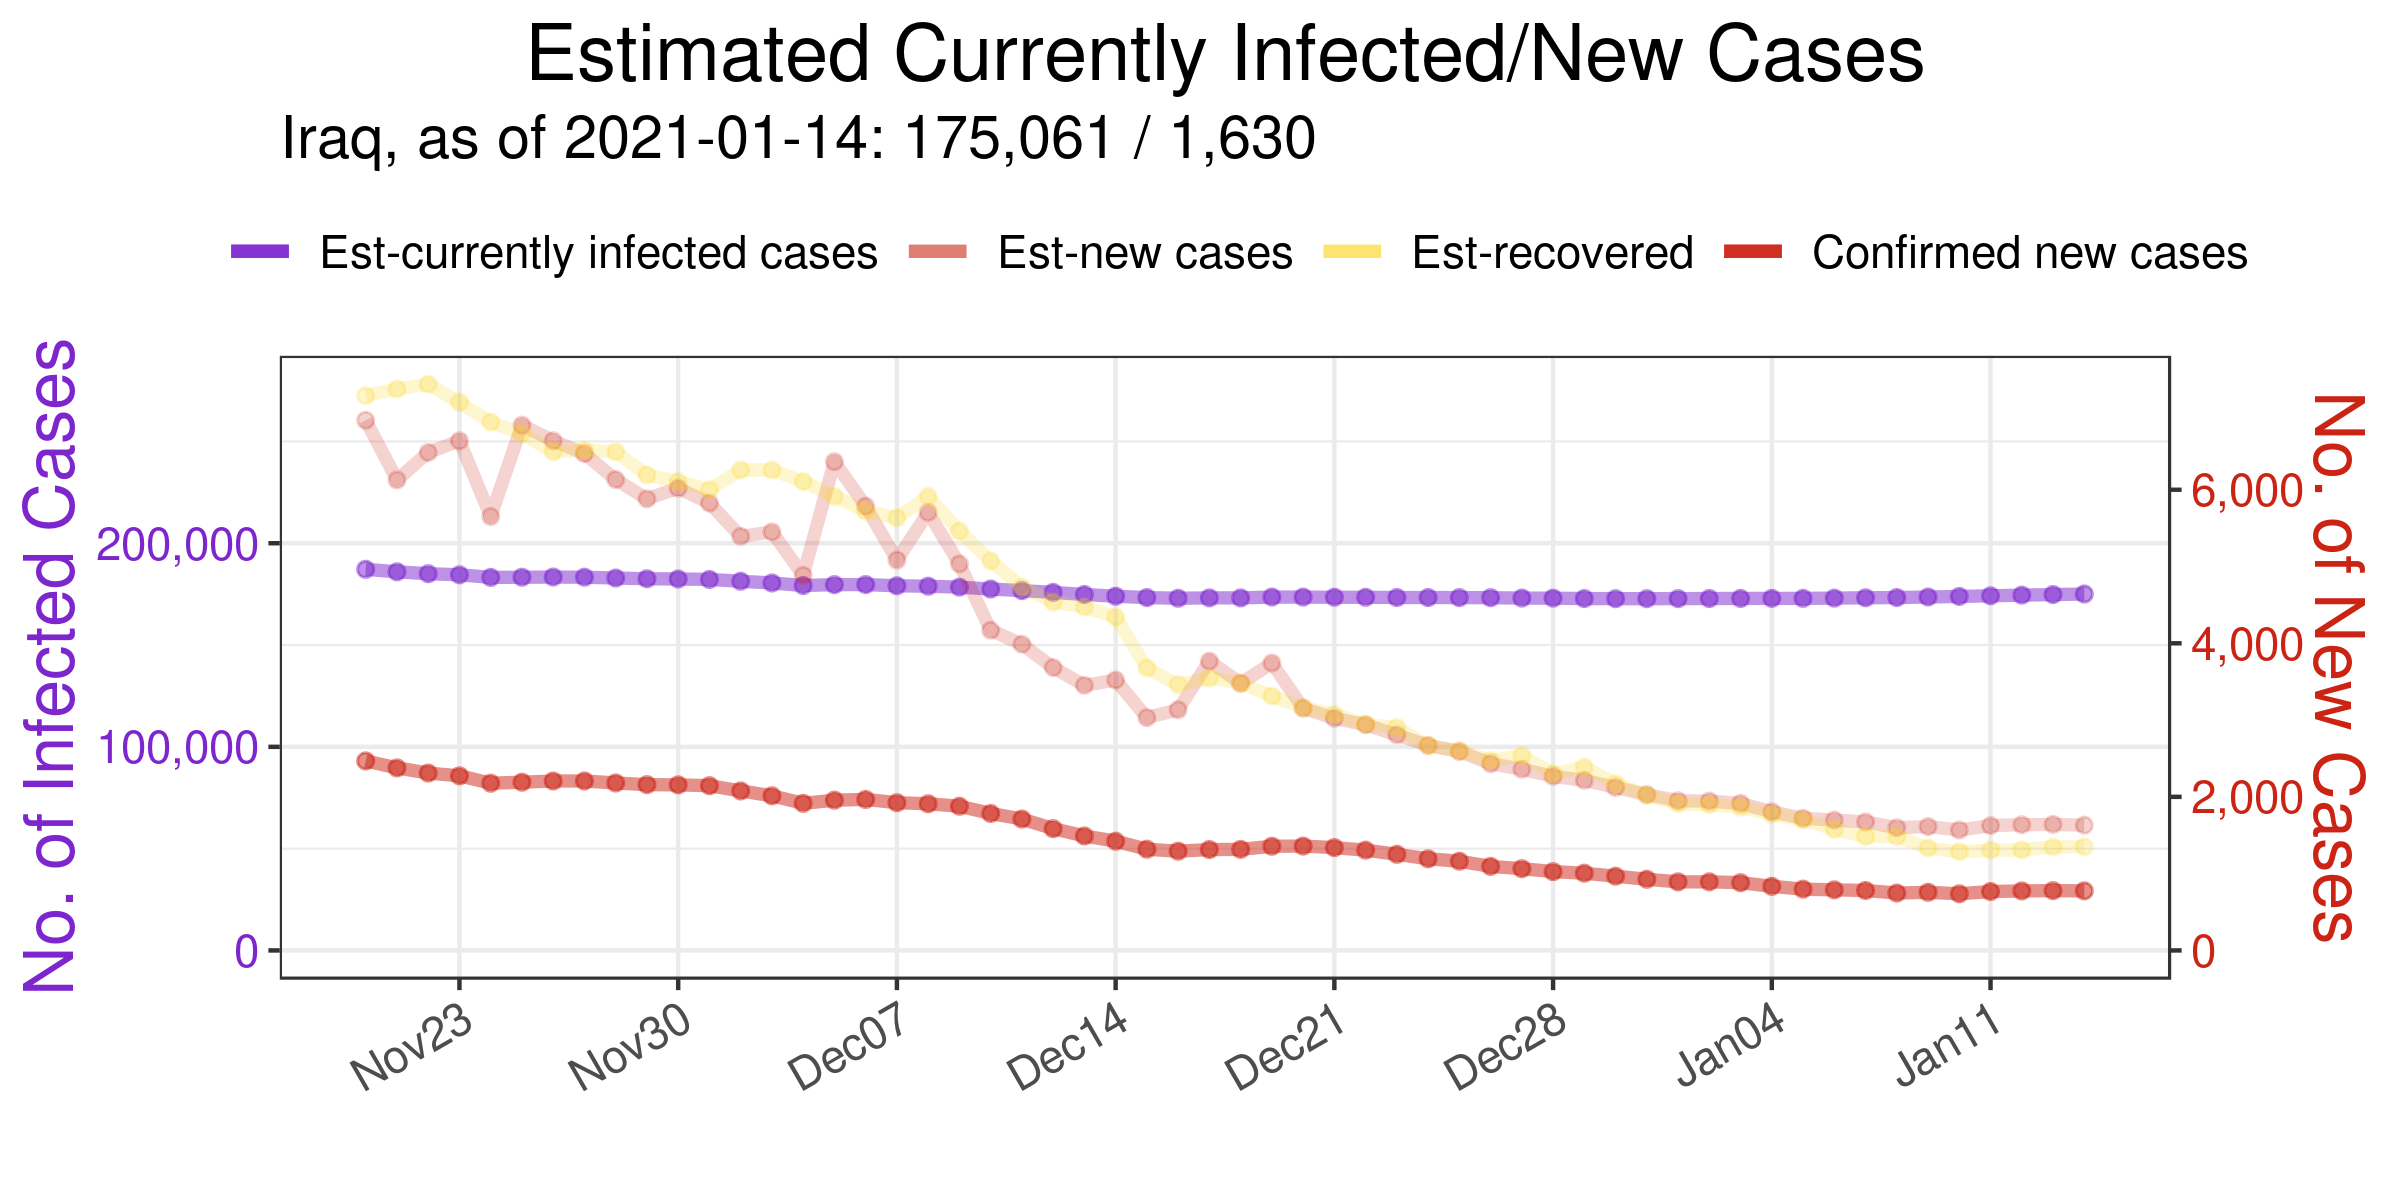 Estimated Currently Infected/New Cases
Iraq, as of 2021-01-14: 175,061 / 1,630
Est-currently infected cases Est-new cases Est-recovered Confirmed new cases
No. of Infected Cases
200,000
100,000
0
6,000
4,000
2,000
0
No. of New Cases
Nov23 Nov30 Dec07 Dec14 Dec21 Dec28 Jan04 Jan11